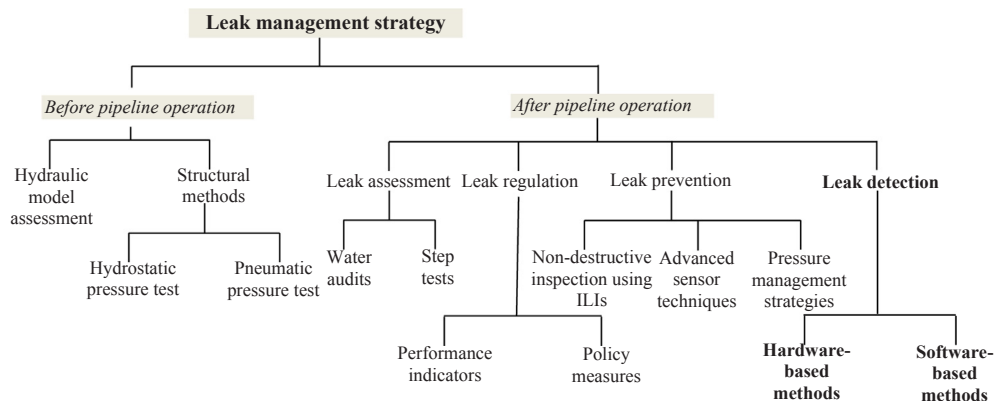 Leak management strategy
Before pipeline operation
After pipeline operation
Hydraulic
model
assessment
Structural
methods
Leak assessment
Leak regulation
Leak prevention
Leak detection
Hydrostatic
pressure test
Pneumatic
pressure test
Water
audits
Step
tests
Non-destructive
inspection using
ILIs
Advanced
sensor
techniques
Pressure
management
strategies
Performance
indicators
Policy
measures
Hardware-
based
methods
Software-
based
methods